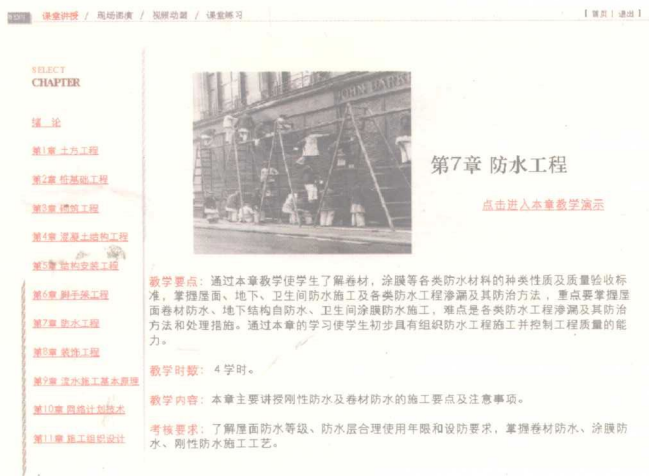 课堂讲授 / 现场录像 / 视频动画 / 课堂练习
[ 首页 | 退出 ]
SELECT
CHAPTER
绪 论
第1章 土方工程
第2章 桩基础工程
第3章 砌筑工程
第4章 混凝土结构工程
第5章 结构安装工程
第6章 脚手架工程
第7章 防水工程
第8章 装饰工程
第9章 流水施工基本原理
第10章 网络计划技术
第11章 施工组织设计
第7章 防水工程
点击进入本章教学演示
教学要点: 通过本章教学使学生了解卷材,涂膜等各类防水材料的种类性质及质量验收标
准,掌握屋面、地下、卫生间防水施工及各类防水工程渗漏及其防治方法,重点要掌握屋
面卷材防水、地下结构自防水、卫生间涂膜防水施工,难点是各类防水工程渗漏及其防治
方法和处理措施。通过本章的学习使学生初步具有组织防水工程施工并控制工程质量的能
力。
教学时数: 4学时。
教学内容: 本章主要讲授刚性防水及卷材防水的施工要点及注意事项。
考核要求: 了解屋面防水等级、防水层合理使用年限和设防要求,掌握卷材防水、涂膜防
水、刚性防水施工工艺。